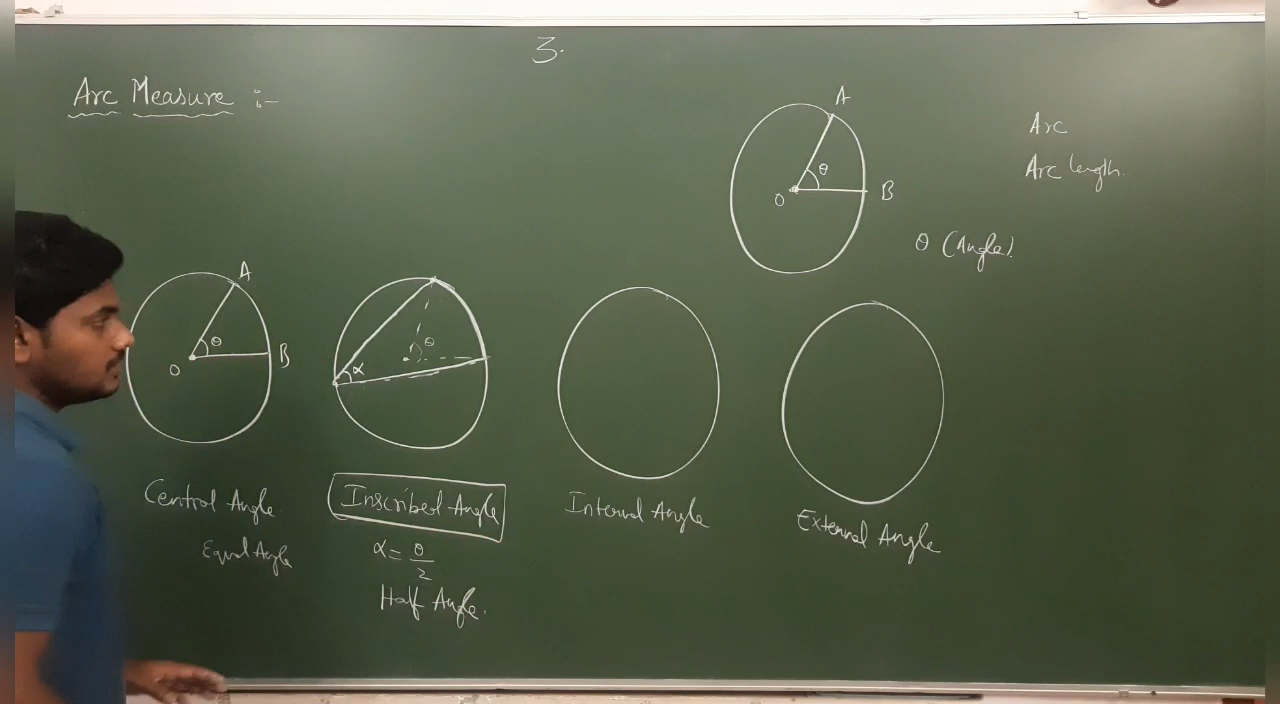 3.
Arc Measure :-
A
θ
O
B
Arc
Arc length.
θ (Angle)
A
θ
O
B
α
θ
Central Angle
Equal Angle
Inscribed Angle
α = θ/2
Half Angle.
Internal Angle
External Angle